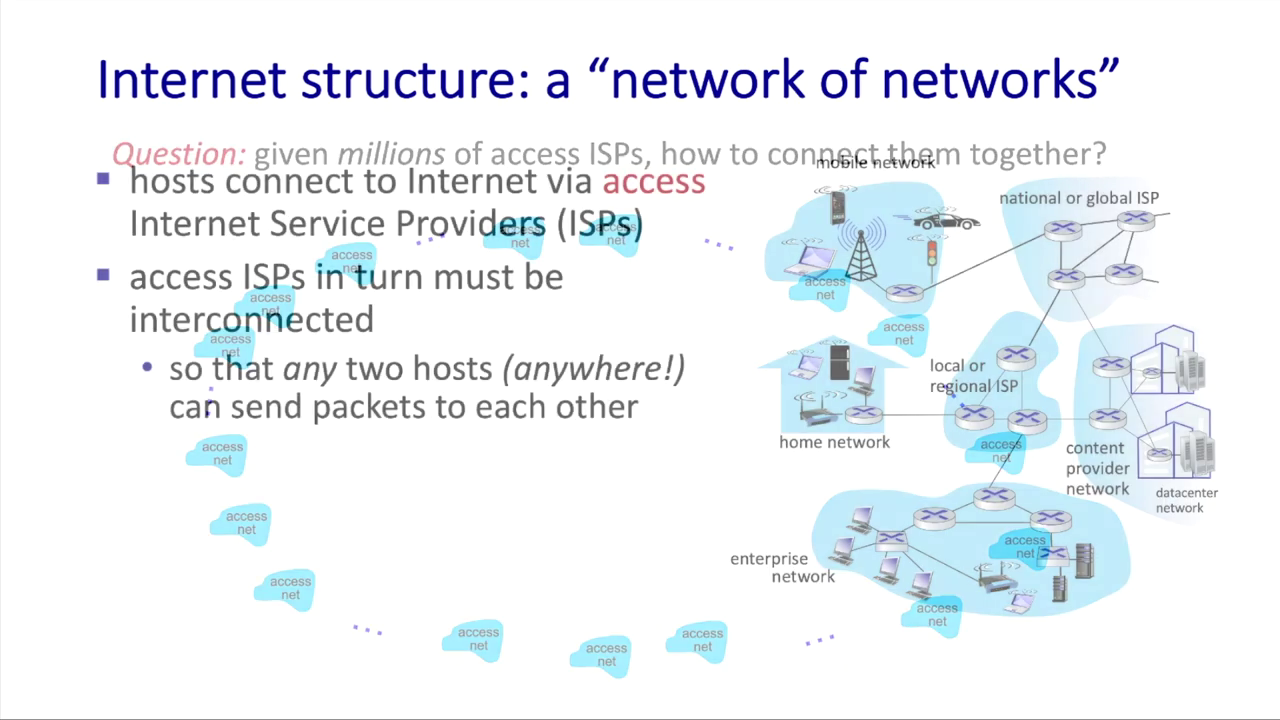 Internet structure: a “network of networks”
Question: given millions of access ISPs, how to connect them together?
hosts connect to Internet via access
Internet Service Providers (ISPs)
access ISPs in turn must be
interconnected
so that any two hosts (anywhere!)
can send packets to each other
mobile network
national or global ISP
local or
regional ISP
home network
content
provider
network
datacenter
network
enterprise
network
access
net
access
net
access
net
access
net
access
net
access
net
access
net
access
net
access
net
access
net
access
net
access
net
access
net
access
net
access
net
access
net